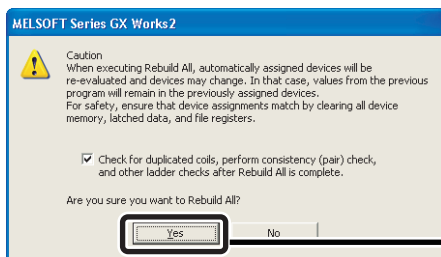 MELSOFT Series GX Works2
Caution
When executing Rebuild All, automatically assigned devices will be
re-evaluated and devices may change. In that case, values from the previous
program will remain in the previously assigned devices.
For safety, ensure that device assignments match by clearing all device
memory, latched data, and file registers.
Check for duplicated coils, perform consistency (pair) check,
and other ladder checks after Rebuild All is complete.
Are you sure you want to Rebuild All?
Yes No